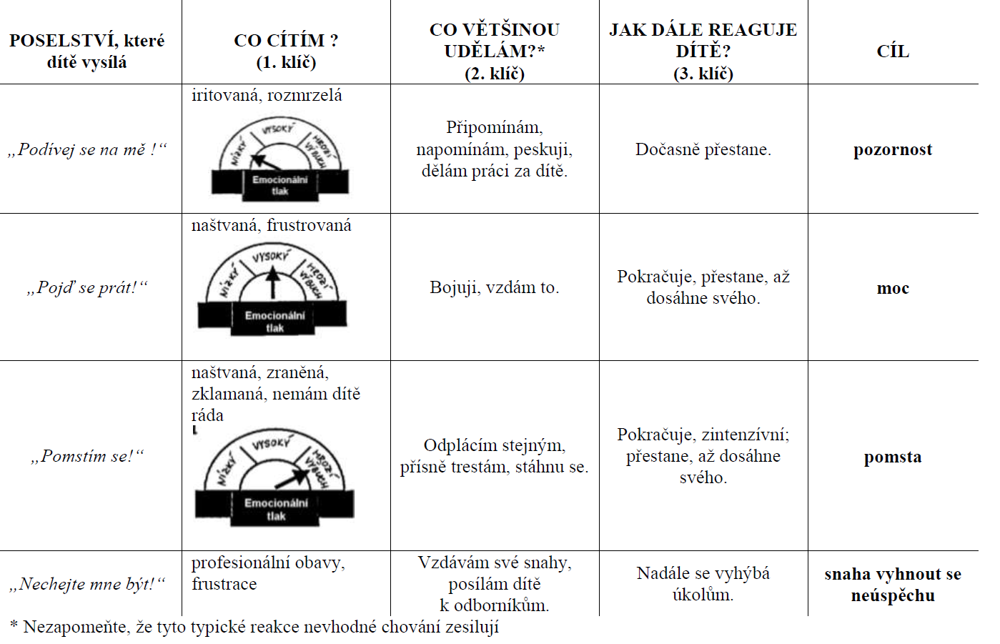 POSELSTVÍ, které
dítě vysílá
CO CÍTÍM ?
(1. klíč)
CO VĚTŠINOU
UDĚLÁM?*
(2. klíč)
JAK DÁLE REAGUJE
DÍTĚ?
(3. klíč)
CÍL
„Podívej se na mě !“
iritovaná, rozmrzelá
NÍZKÝ
VYSOKÝ
HROZÍ
VÝBUCH
Emocionální
tlak
Připomínám,
napomínám, peskuji,
dělám práci za dítě.
Dočasně přestane.
pozornost
„Pojď se prát!“
naštvaná, frustrovaná
NÍZKÝ
VYSOKÝ
HROZÍ
VÝBUCH
Emocionální
tlak
Bojuji, vzdám to.
Pokračuje, přestane, až
dosáhne svého.
moc
„Pomstím se!“
naštvaná, zraněná,
zklamaná, nemám dítě
ráda
NÍZKÝ
VYSOKÝ
HROZÍ
VÝBUCH
Emocionální
tlak
Odplácím stejným,
přísně trestám, stáhnu se.
Pokračuje, zintenzívní;
přestane, až dosáhne
svého.
pomsta
„Nechejte mne být!“
profesionální obavy,
frustrace
Vzdávám své snahy,
posílám dítě
k odborníkům.
Nadále se vyhýbá
úkolům.
snaha vyhnout se
neúspěchu
* Nezapomeňte, že tyto typické reakce nevhodné chování zesilují